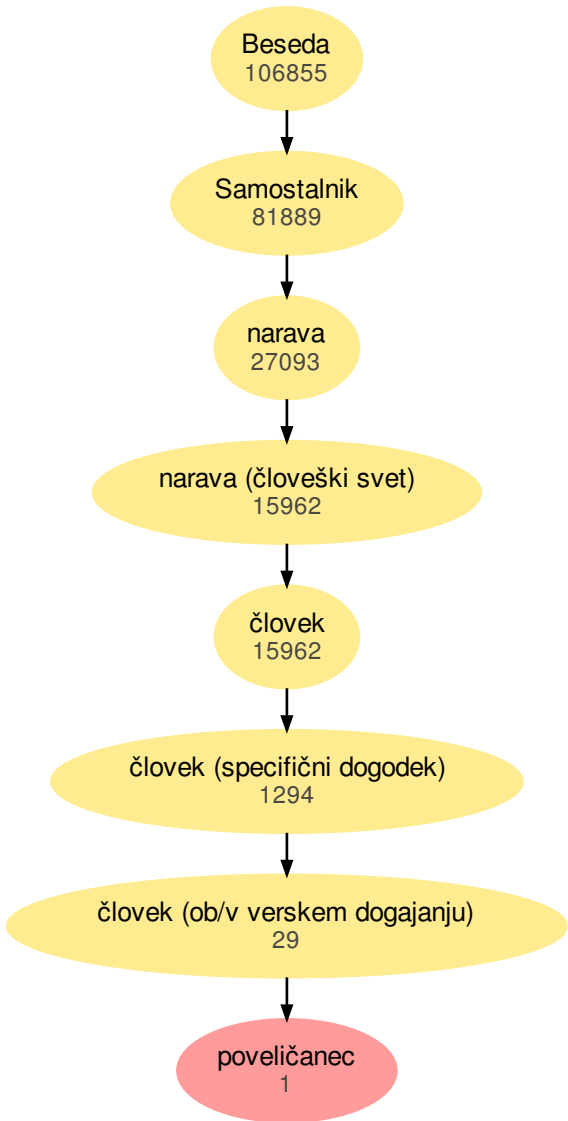 Beseda
106855
Samostalnik
81889
narava
27093
narava (človeški svet)
15962
človek
15962
človek (specifični dogodek)
1294
človek (ob/v verskem dogajanju)
29
poveličanec
1